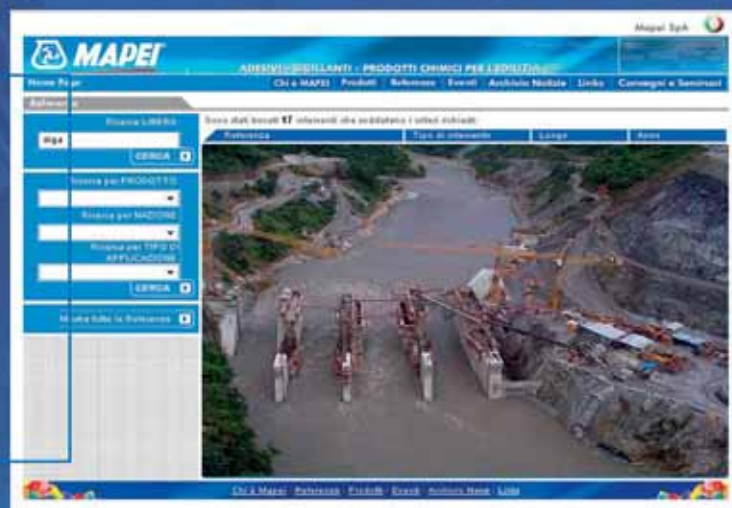 Mapei SpA
MAPEI
ADESIVI - SIGILLANTI - PRODOTTI CHIMICI PER L'EDILIZIA
Home Page
Chi è MAPEI Prodotti Referenze Eventi Archivio Notizie Links Convegni e Seminari
Referenze
Ricerca LIBERA
CERCA
Sono stati trovati 17 interventi che soddisfano i criteri richiesti:
Referenza Tipo di intervento Luogo Anno
Ricerca per PRODOTTO
Ricerca per NAZIONE
Ricerca per TIPO DI
APPLICAZIONE
CERCA
Mostra tutte le Referenze
Chi è Mapei Referenze Prodotti Eventi Archivio News Links